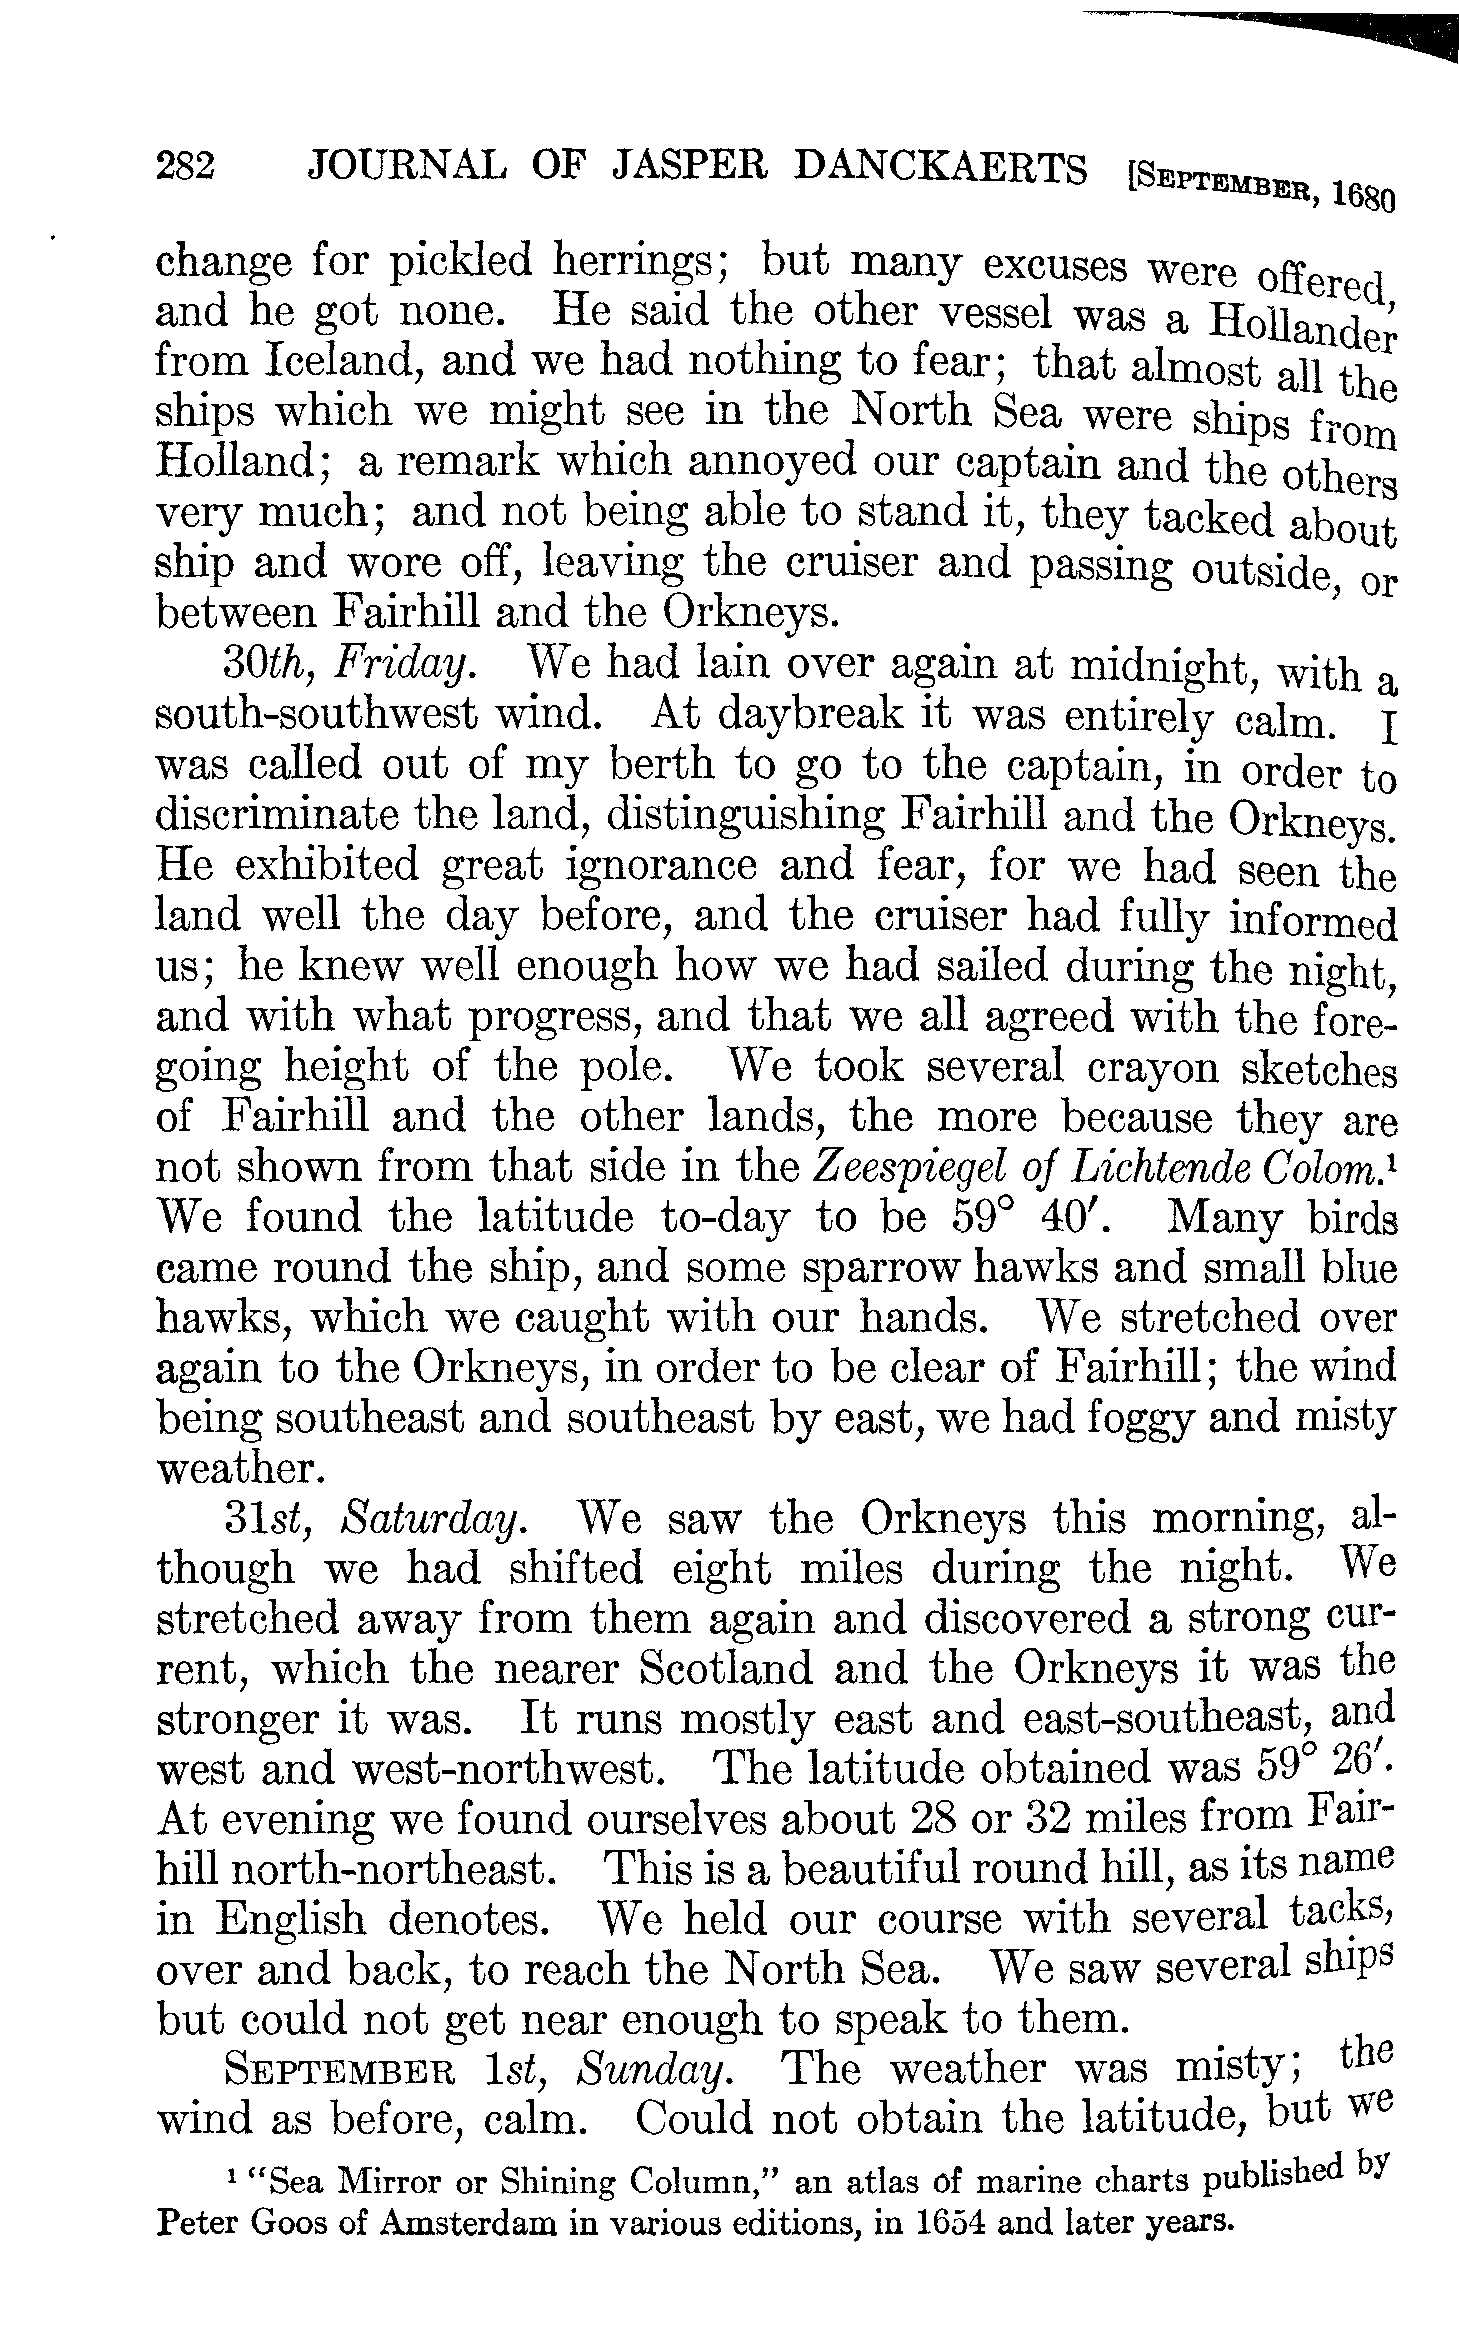 282 JOURNAL OF JASPER DANCKAERTS [SEPTEMBER, 1680
change for pickled herrings; but many excuses were offered,
and he got none. He said the other vessel was a Hollander
from Iceland, and we had nothing to fear; that almost all the
ships which we might see in the North Sea were ships from
Holland; a remark which annoyed our captain and the others
very much; and not being able to stand it, they tacked about
ship and wore off, leaving the cruiser and passing outside, or
between Fairhill and the Orkneys.
30th, Friday. We had lain over again at midnight, with a
south-southwest wind. At daybreak it was entirely calm. I
was called out of my berth to go to the captain, in order to
discriminate the land, distinguishing Fairhill and the Orkneys.
He exhibited great ignorance and fear, for we had seen the
land well the day before, and the cruiser had fully informed
us; he knew well enough how we had sailed during the night,
and with what progress, and that we all agreed with the fore-
going height of the pole. We took several crayon sketches
of Fairhill and the other lands, the more because they are
not shown from that side in the Zeespiegel of Lichtende Colom.¹
We found the latitude to-day to be 59° 40′. Many birds
came round the ship, and some sparrow hawks and small blue
hawks, which we caught with our hands. We stretched over
again to the Orkneys, in order to be clear of Fairhill; the wind
being southeast and southeast by east, we had foggy and misty
weather.
31st, Saturday. We saw the Orkneys this morning, al-
though we had shifted eight miles during the night. We
stretched away from them again and discovered a strong cur-
rent, which the nearer Scotland and the Orkneys it was the
stronger it was. It runs mostly east and east-southeast, and
west and west-northwest. The latitude obtained was 59° 26′.
At evening we found ourselves about 28 or 32 miles from Fair-
hill north-northeast. This is a beautiful round hill, as its name
in English denotes. We held our course with several tacks,
over and back, to reach the North Sea. We saw several ships
but could not get near enough to speak to them.
SEPTEMBER 1st, Sunday. The weather was misty; the
wind as before, calm. Could not obtain the latitude, but we
¹ "Sea Mirror or Shining Column," an atlas of marine charts published by
Peter Goos of Amsterdam in various editions, in 1654 and later years.